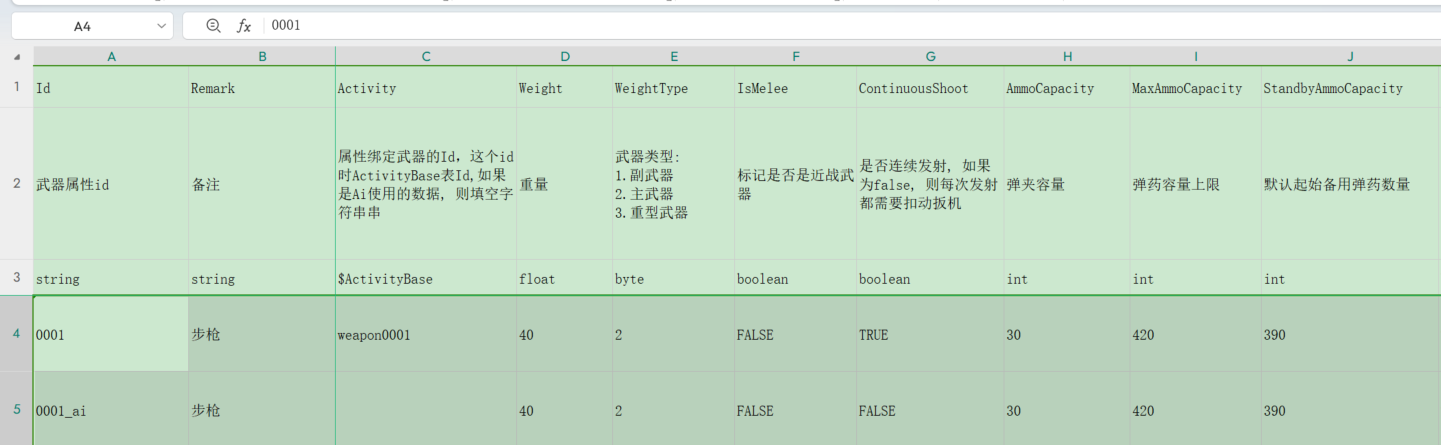 A4
fx 0001
A B C D E F G H I J
1 Id Remark Activity Weight WeightType IsMelee ContinuousShoot AmmoCapacity MaxAmmoCapacity StandbyAmmoCapacity
2 武器属性id 备注
属性绑定武器的Id，这个id
时ActivityBase表Id,如果
是Ai使用的数据，则填空字
符串串
重量
武器类型:
1.副武器
2.主武器
3.重型武器
标记是否是近战武
器
是否连续发射，如果
为false，则每次发射
都需要扣动扳机
弹夹容量 弹药容量上限 默认起始备用弹药数量
3 string string $ActivityBase float byte boolean boolean int int int
4 0001 步枪 weapon0001 40 2 FALSE TRUE 30 420 390
5 0001_ai 步枪 40 2 FALSE FALSE 30 420 390